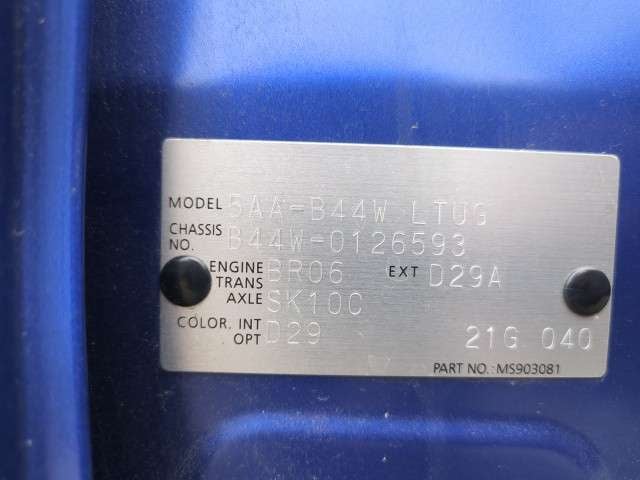 MODEL 5AA-B44W LTUG
CHASSIS NO. B44W-0126593
ENGINE BR06 EXT D29A
TRANS AXLE SK10C
COLOR. INT
OPT D29 21G 040
PART NO.:MS903081